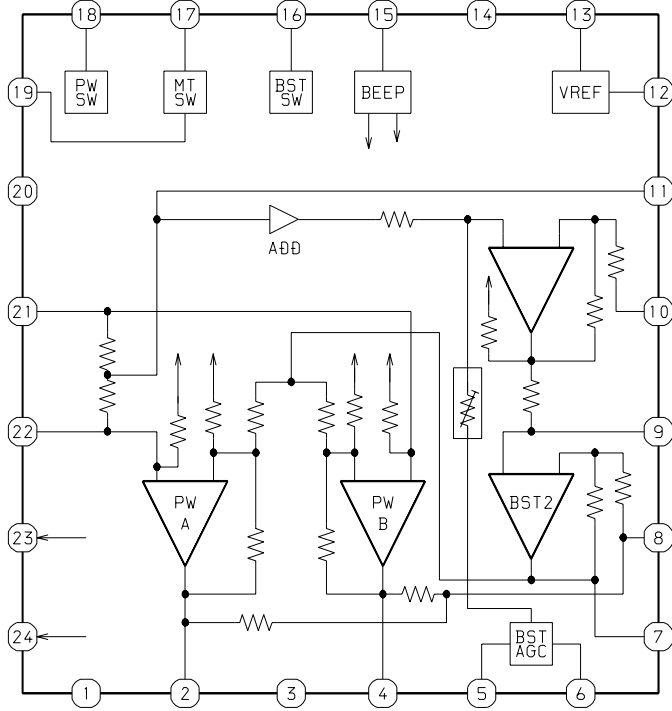 18 17 16 15 14 13
19 PW MT BST BEEP VREF 12
SW SW SW
20 11
ADD
21 10
22 9
PW PW BST2
A B
23 8
24 BST 7
AGC
1 2 3 4 5 6